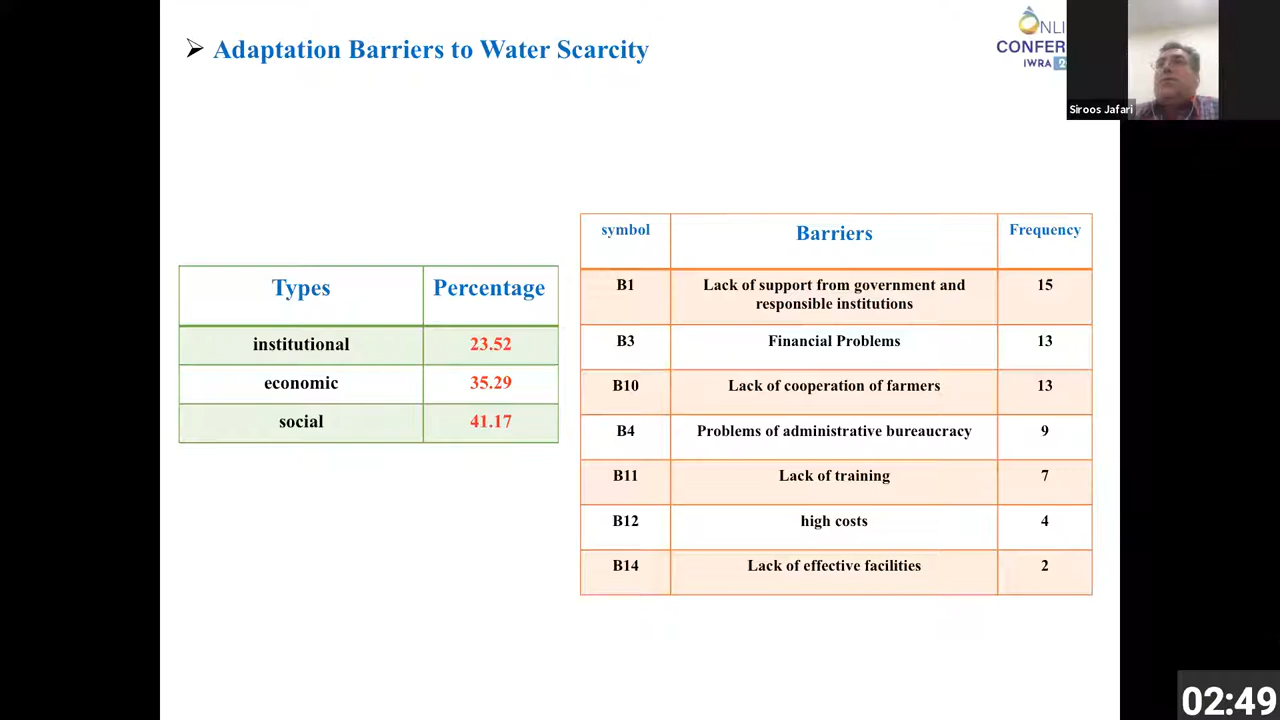 Adaptation Barriers to Water Scarcity
NLI
CONFER
IWRA
Siroos Jafari
Types Percentage
institutional 23.52
economic 35.29
social 41.17
symbol Barriers Frequency
B1 Lack of support from government and responsible institutions 15
B3 Financial Problems 13
B10 Lack of cooperation of farmers 13
B4 Problems of administrative bureaucracy 9
B11 Lack of training 7
B12 high costs 4
B14 Lack of effective facilities 2
02:49